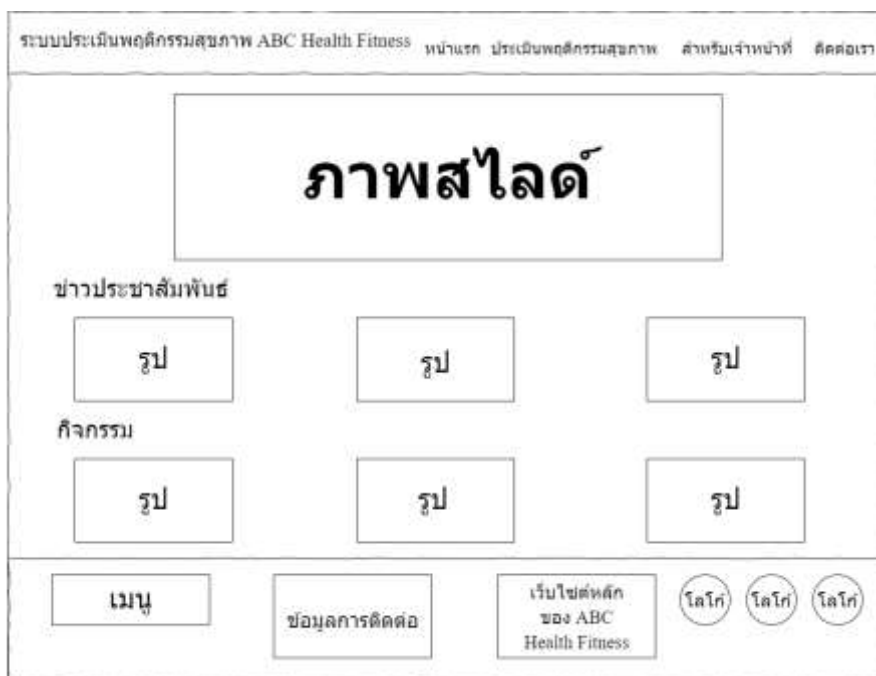 ระบบประเมินพฤติกรรมสุขภาพ ABC Health Fitness หน้าแรก ประเมินพฤติกรรมสุขภาพ สำหรับเจ้าหน้าที่ ติดต่อเรา
ภาพสไลด์
ข่าวประชาสัมพันธ์
รูป รูป รูป
กิจกรรม
รูป รูป รูป
เมนู
ข้อมูลการติดต่อ
เว็บไซต์หลัก
ของ ABC
Health Fitness
โลโก้ โลโก้ โลโก้